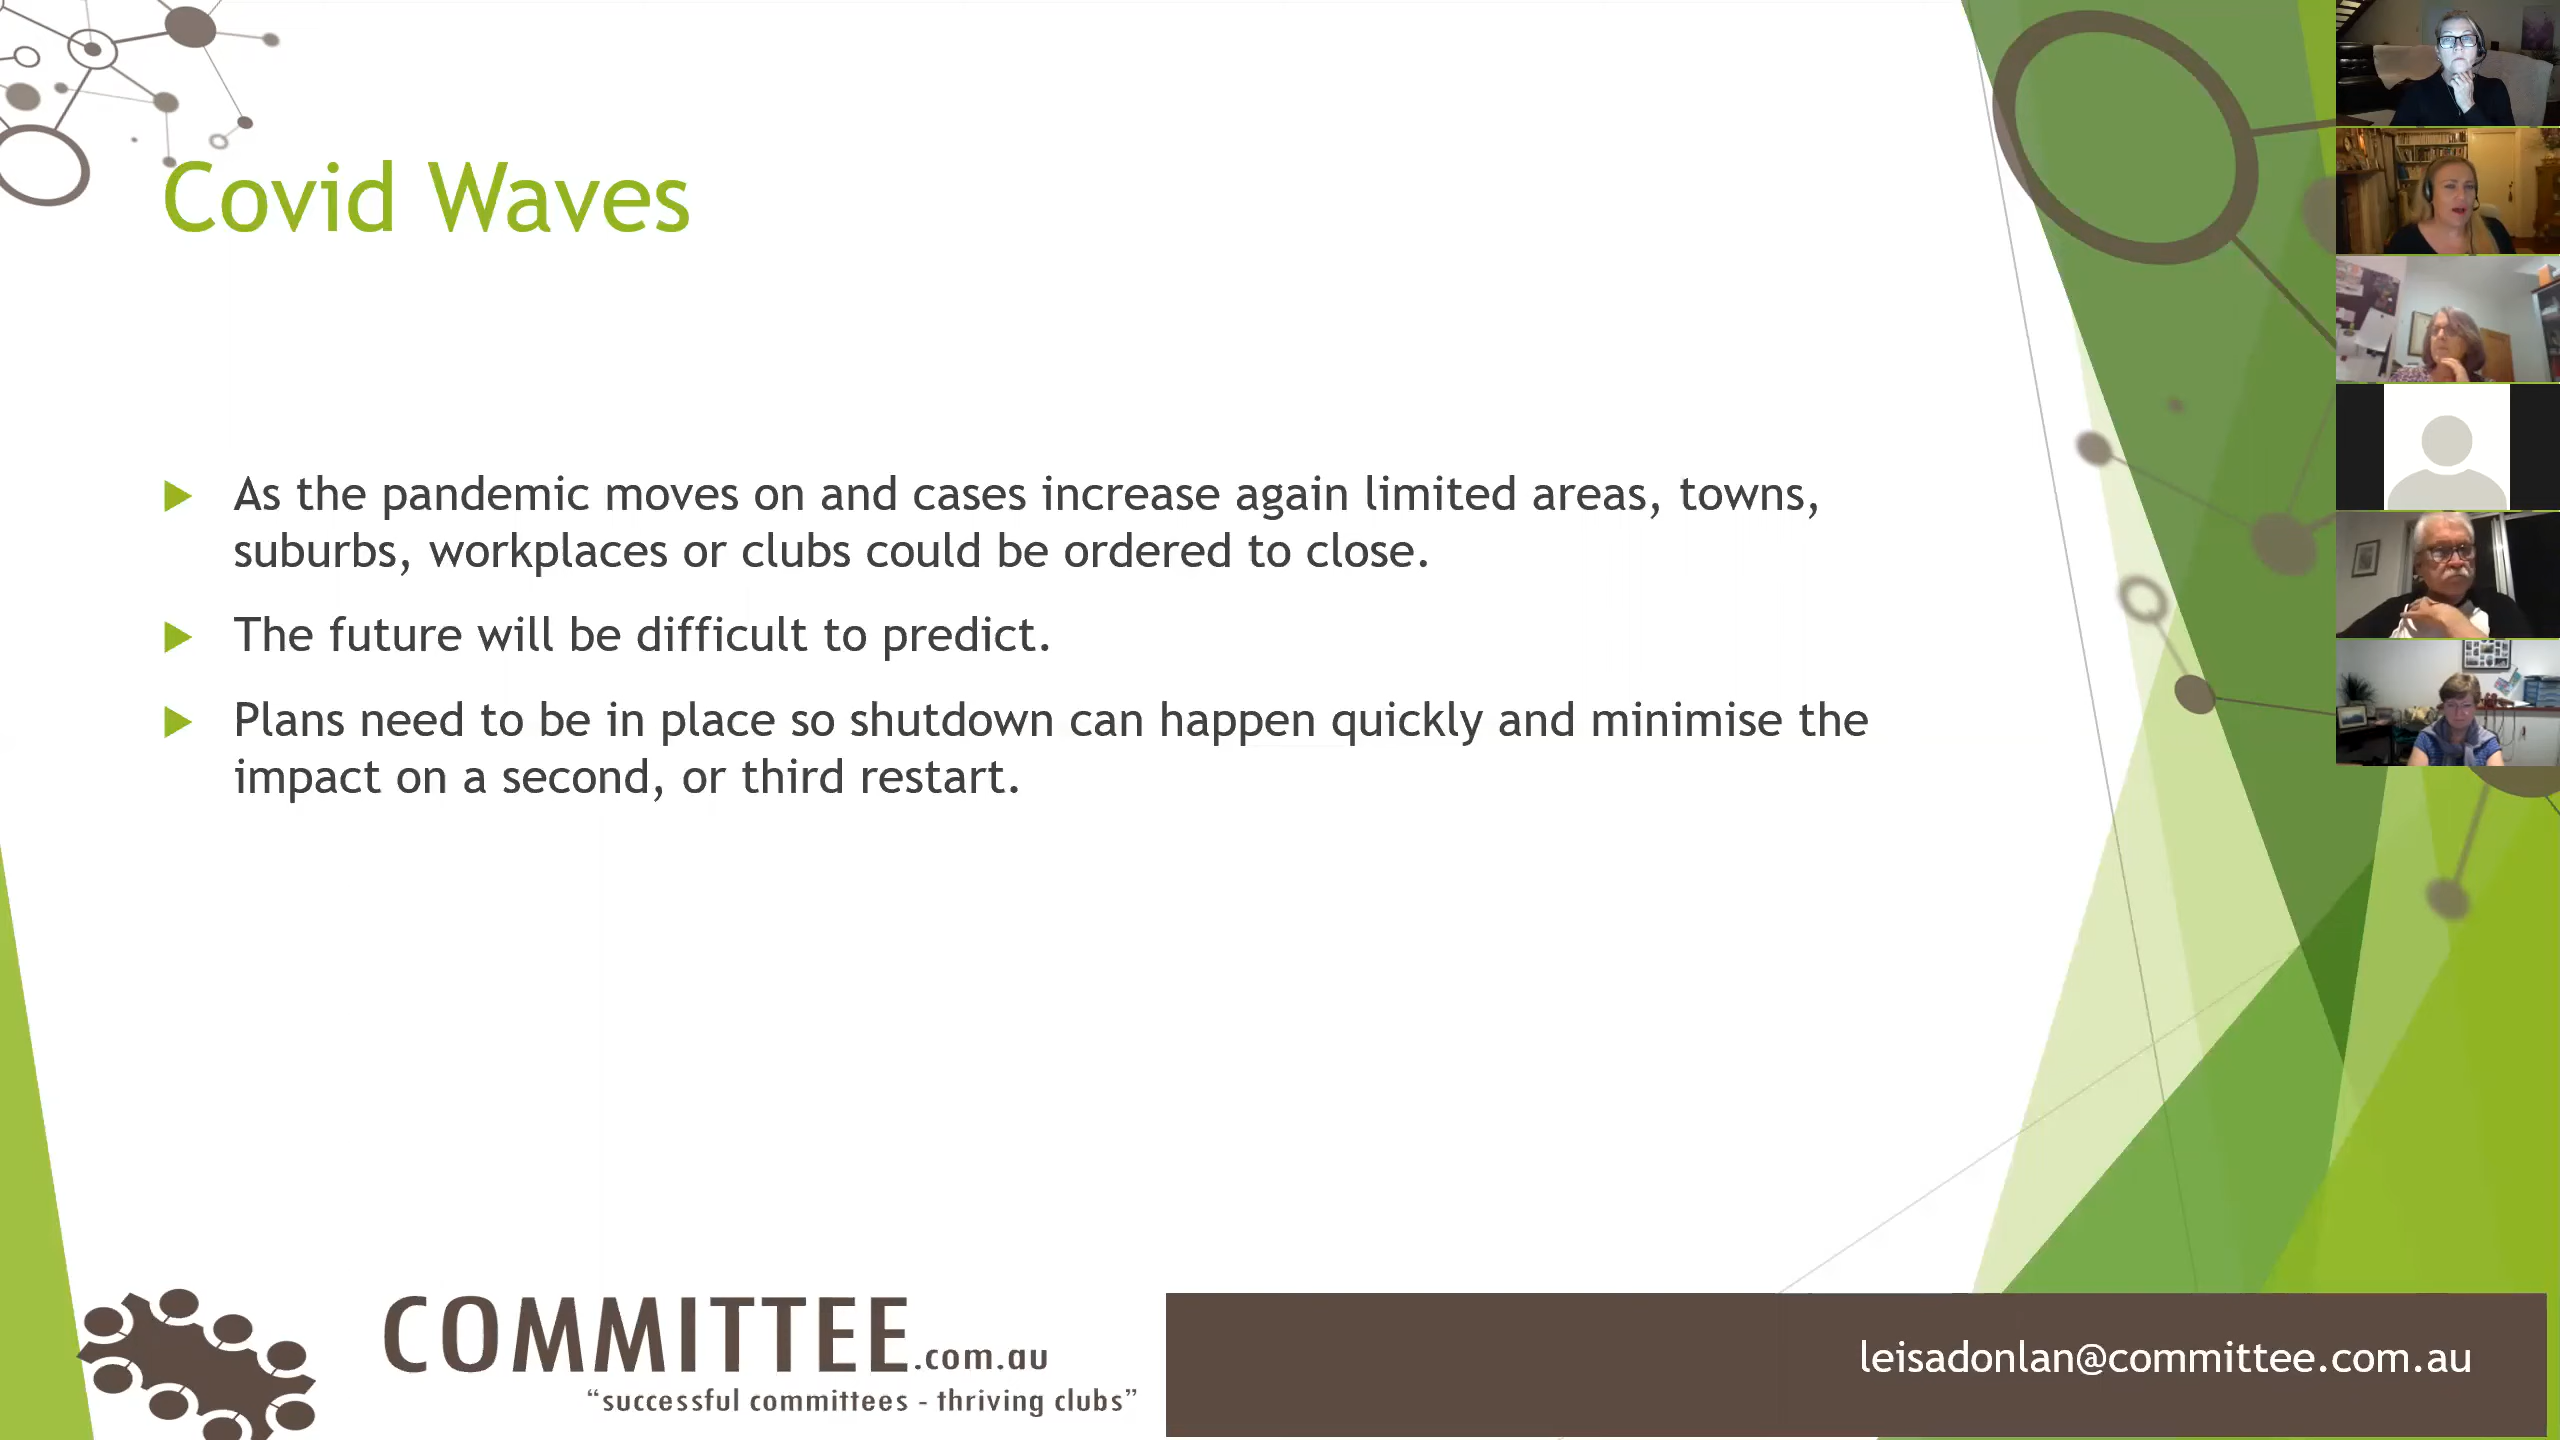 Covid Waves
As the pandemic moves on and cases increase again limited areas, towns,
suburbs, workplaces or clubs could be ordered to close.
The future will be difficult to predict.
Plans need to be in place so shutdown can happen quickly and minimise the
impact on a second, or third restart.
COMMITTEE.com.au
“successful committees - thriving clubs”
leisadonlan@committee.com.au